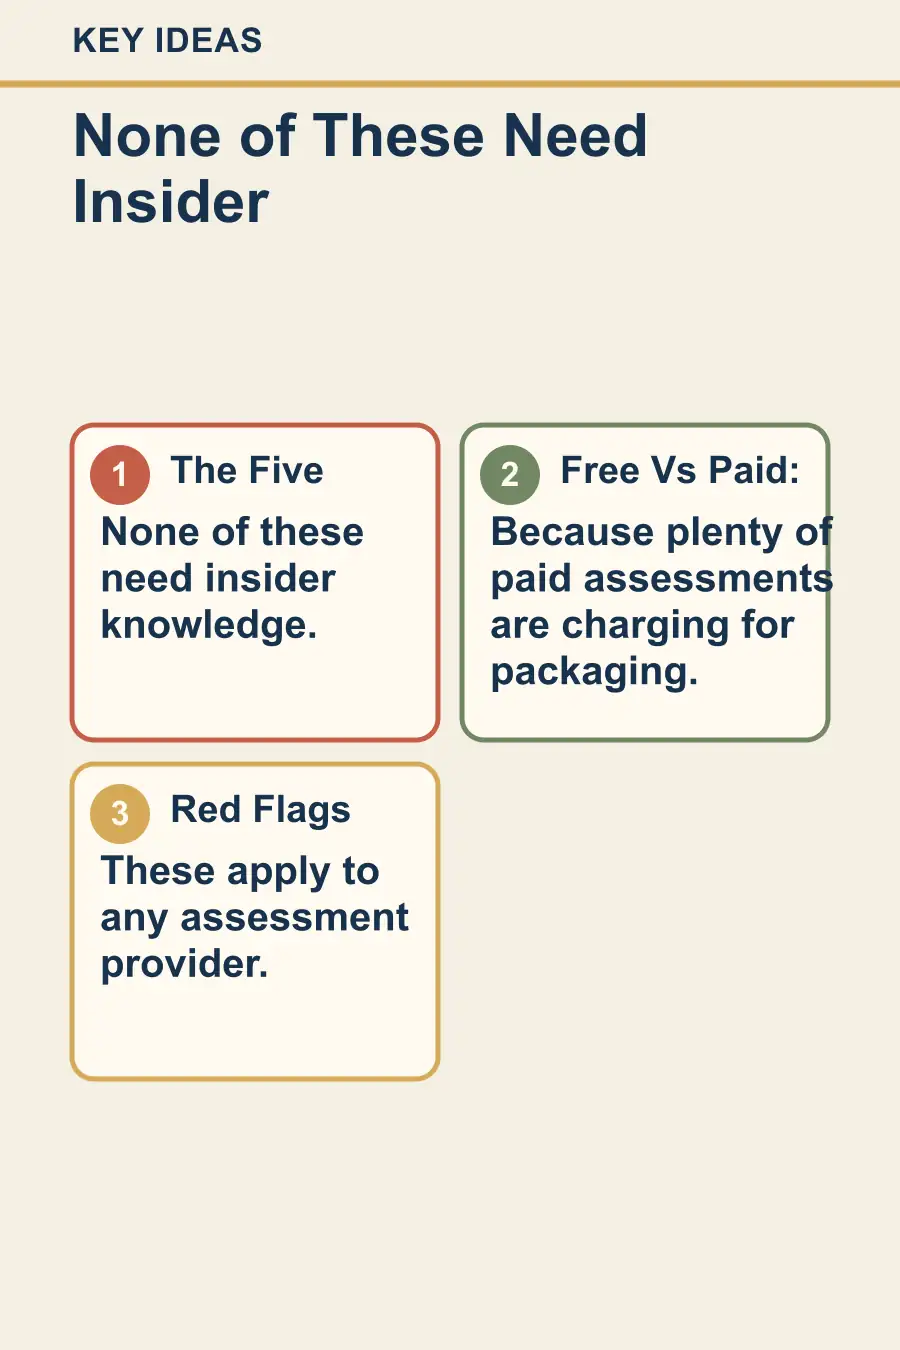 KEY IDEAS
None of These Need
Insider
1 The Five
None of these
need insider
knowledge.
2 Free Vs Paid:
Because plenty of
paid assessments
are charging for
packaging.
3 Red Flags
These apply to
any assessment
provider.